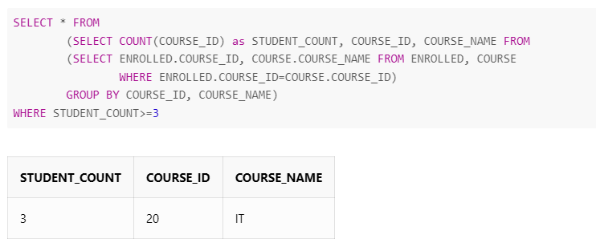 SELECT * FROM
(SELECT COUNT(COURSE_ID) as STUDENT_COUNT, COURSE_ID, COURSE_NAME FROM
(SELECT ENROLLED.COURSE_ID, COURSE.COURSE_NAME FROM ENROLLED, COURSE
WHERE ENROLLED.COURSE_ID=COURSE.COURSE_ID)
GROUP BY COURSE_ID, COURSE_NAME)
WHERE STUDENT_COUNT>=3
STUDENT_COUNT COURSE_ID COURSE_NAME
3 20 IT